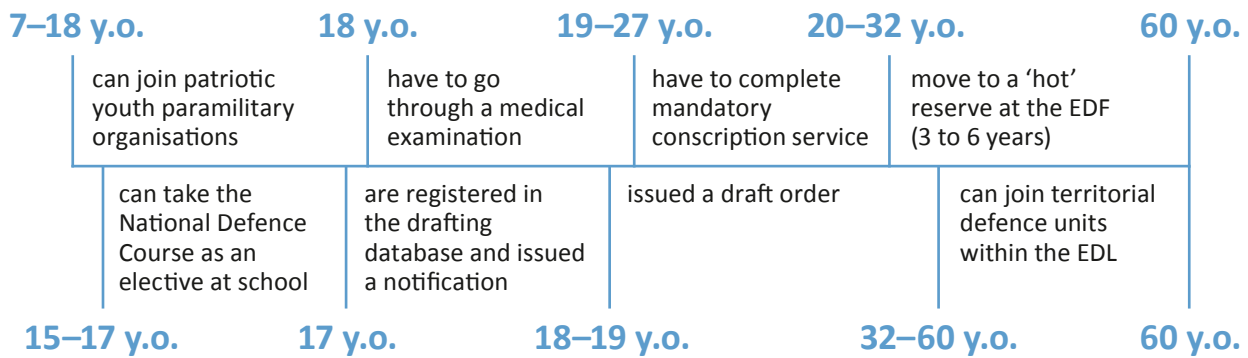 7–18 y.o.
18 y.o.
19–27 y.o.
20–32 y.o.
60 y.o.
can join patriotic
youth paramilitary
organisations
have to go
through a medical
examination
have to complete
mandatory
conscription service
move to a ‘hot’
reserve at the EDF
(3 to 6 years)
can take the
National Defence
Course as an
elective at school
are registered in
the drafting
database and issued
a notification
issued a draft order
can join territorial
defence units
within the EDL
15–17 y.o.
17 y.o.
18–19 y.o.
32–60 y.o.
60 y.o.